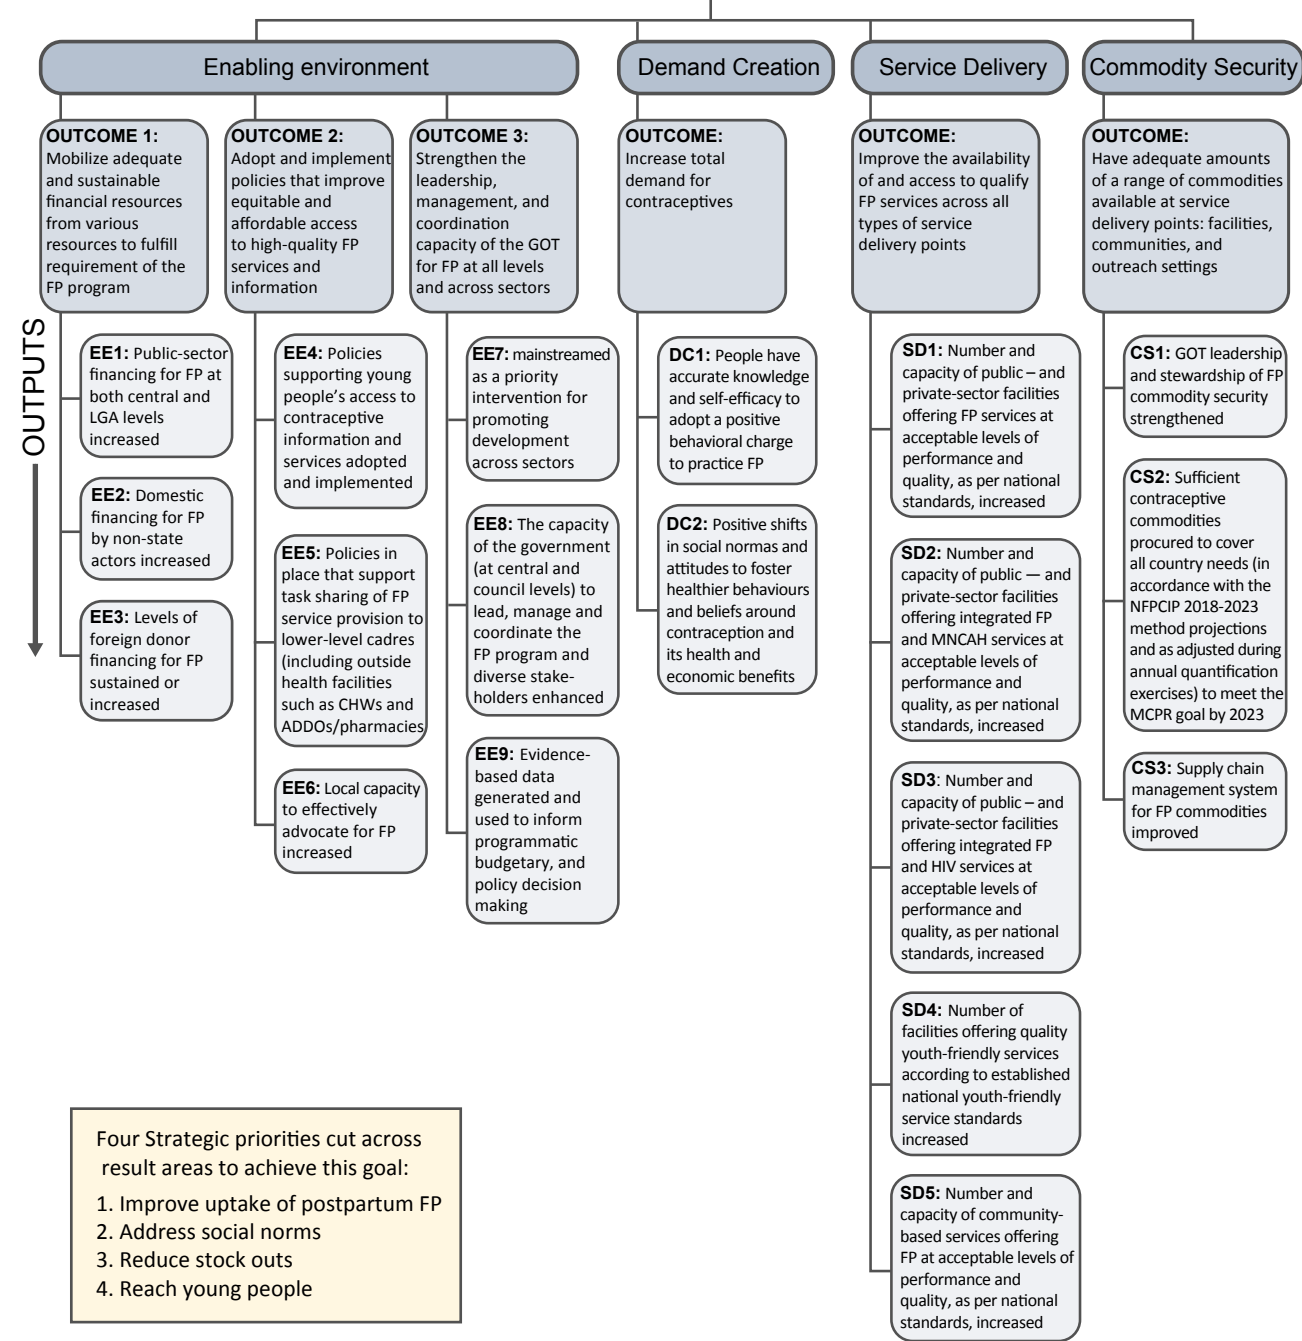 Enabling environment
Demand Creation
Service Delivery
Commodity Security
OUTCOME 1:
Mobilize adequate
and sustainable
financial resources
from various
resources to fulfill
requirement of the
FP program
OUTCOME 2:
Adopt and implement
policies that improve
equitable and
affordable access
to high-quality FP
services and
information
OUTCOME 3:
Strengthen the
leadership,
management, and
coordination
capacity of the GOT
for FP at all levels
and across sectors
OUTCOME:
Increase total
demand for
contraceptives
OUTCOME:
Improve the availability
of and access to qualify
FP services across all
types of service
delivery points
OUTCOME:
Have adequate amounts
of a range of commodities
available at service
delivery points: facilities,
communities, and
outreach settings
OUTPUTS
EE1: Public-sector
financing for FP at
both central and
LGA levels
increased
EE2: Domestic
financing for FP
by non-state
actors increased
EE3: Levels of
foreign donor
financing for FP
sustained or
increased
EE4: Policies
supporting young
people’s access to
contraceptive
information and
services adopted
and implemented
EE5: Policies in
place that support
task sharing of FP
service provision to
lower-level cadres
(including outside
health facilities
such as CHWs and
ADDOs/pharmacies
EE6: Local capacity
to effectively
advocate for FP
increased
EE7: mainstreamed
as a priority
intervention for
promoting
development
across sectors
EE8: The capacity
of the government
(at central and
council levels) to
lead, manage and
coordinate the
FP program and
diverse stake-
holders enhanced
EE9: Evidence-
based data
generated and
used to inform
programmatic
budgetary, and
policy decision
making
DC1: People have
accurate knowledge
and self-efficacy to
adopt a positive
behavioral charge
to practice FP
DC2: Positive shifts
in social normas and
attitudes to foster
healthier behaviours
and beliefs around
contraception and
its health and
economic benefits
SD1: Number and
capacity of public – and
private-sector facilities
offering FP services at
acceptable levels of
performance and
quality, as per national
standards, increased
SD2: Number and
capacity of public — and
private-sector facilities
offering integrated FP
and MNCAH services at
acceptable levels of
performance and
quality, as per national
standards, increased
SD3: Number and
capacity of public – and
private-sector facilities
offering integrated FP
and HIV services at
acceptable levels of
performance and
quality, as per national
standards, increased
SD4: Number of
facilities offering quality
youth-friendly services
according to established
national youth-friendly
service standards
increased
SD5: Number and
capacity of community-
based services offering
FP at acceptable levels of
performance and
quality, as per national
standards, increased
CS1: GOT leadership
and stewardship of FP
commodity security
strengthened
CS2: Sufficient
contraceptive
commodities
procured to cover
all country needs (in
accordance with the
NFPCIP 2018-2023
method projections
and as adjusted during
annual quantification
exercises) to meet the
MCPR goal by 2023
CS3: Supply chain
management system
for FP commodities
improved
Four Strategic priorities cut across
result areas to achieve this goal:
1. Improve uptake of postpartum FP
2. Address social norms
3. Reduce stock outs
4. Reach young people